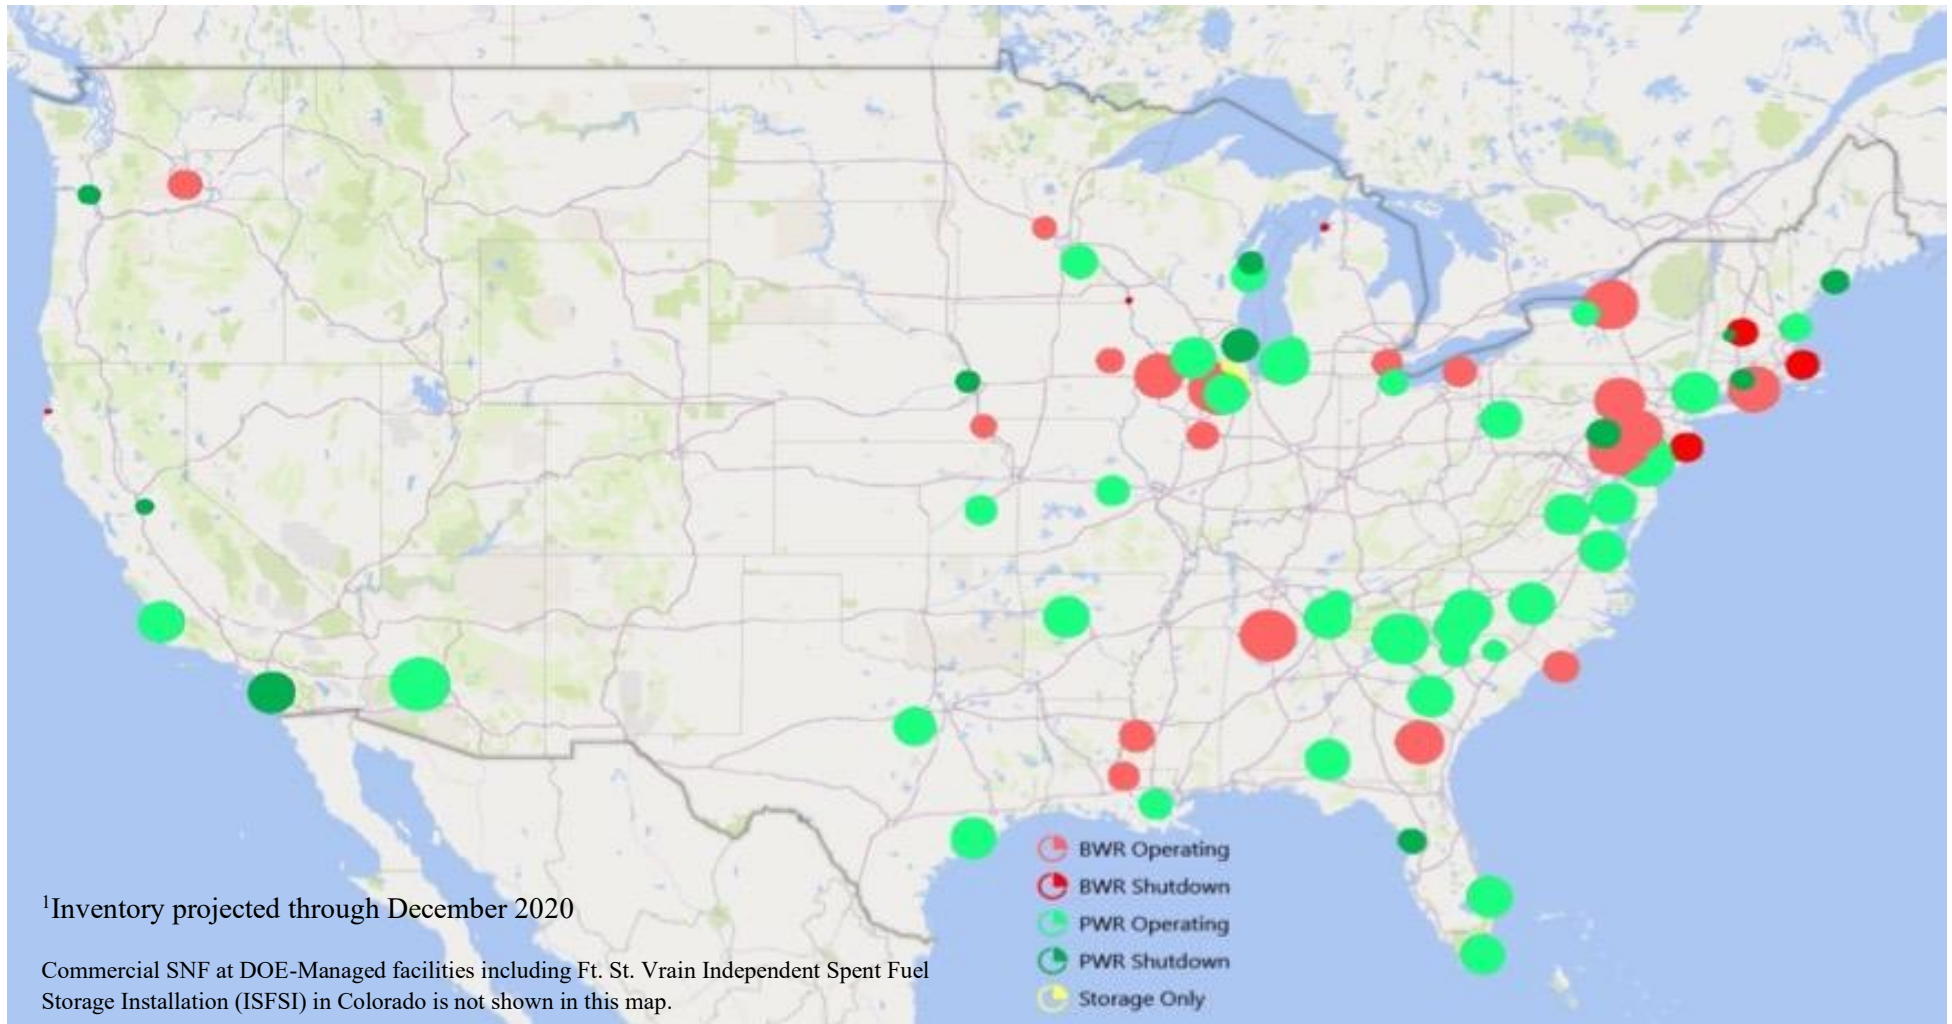 ¹Inventory projected through December 2020
Commercial SNF at DOE-Managed facilities including Ft. St. Vrain Independent Spent Fuel
Storage Installation (ISFSI) in Colorado is not shown in this map.
BWR Operating
BWR Shutdown
PWR Operating
PWR Shutdown
Storage Only